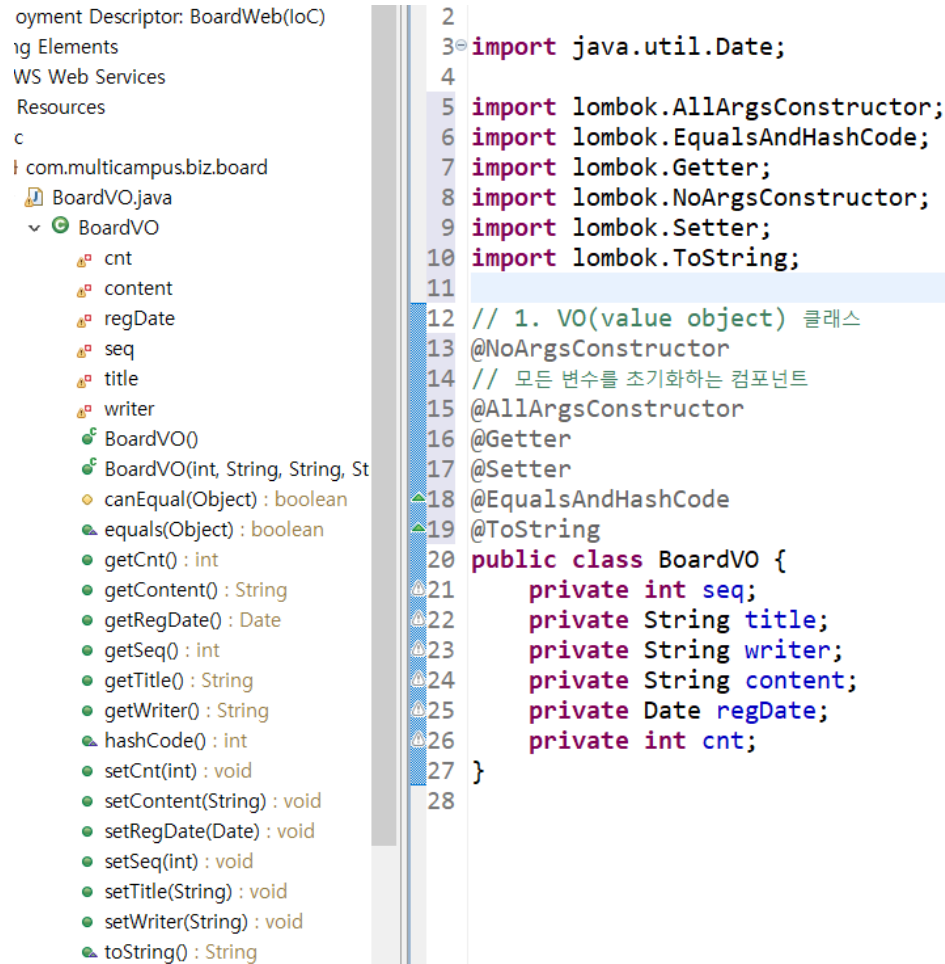 oyment Descriptor: BoardWeb(IoC)
ng Elements
WS Web Services
Resources
c
com.multicampus.biz.board
BoardVO.java
BoardVO
cnt
content
regDate
seq
title
writer
BoardVO()
BoardVO(int, String, String, St
canEqual(Object) : boolean
equals(Object) : boolean
getCnt() : int
getContent() : String
getRegDate() : Date
getSeq() : int
getTitle() : String
getWriter() : String
hashCode() : int
setCnt(int) : void
setContent(String) : void
setRegDate(Date) : void
setSeq(int) : void
setTitle(String) : void
setWriter(String) : void
toString() : String
2
3 import java.util.Date;
4
5 import lombok.AllArgsConstructor;
6 import lombok.EqualsAndHashCode;
7 import lombok.Getter;
8 import lombok.NoArgsConstructor;
9 import lombok.Setter;
10 import lombok.ToString;
11
12 // 1. VO(value object) 클래스
13 @NoArgsConstructor
14 // 모든 변수를 초기화하는 컴포넌트
15 @AllArgsConstructor
16 @Getter
17 @Setter
18 @EqualsAndHashCode
19 @ToString
20 public class BoardVO {
21 private int seq;
22 private String title;
23 private String writer;
24 private String content;
25 private Date regDate;
26 private int cnt;
27 }
28